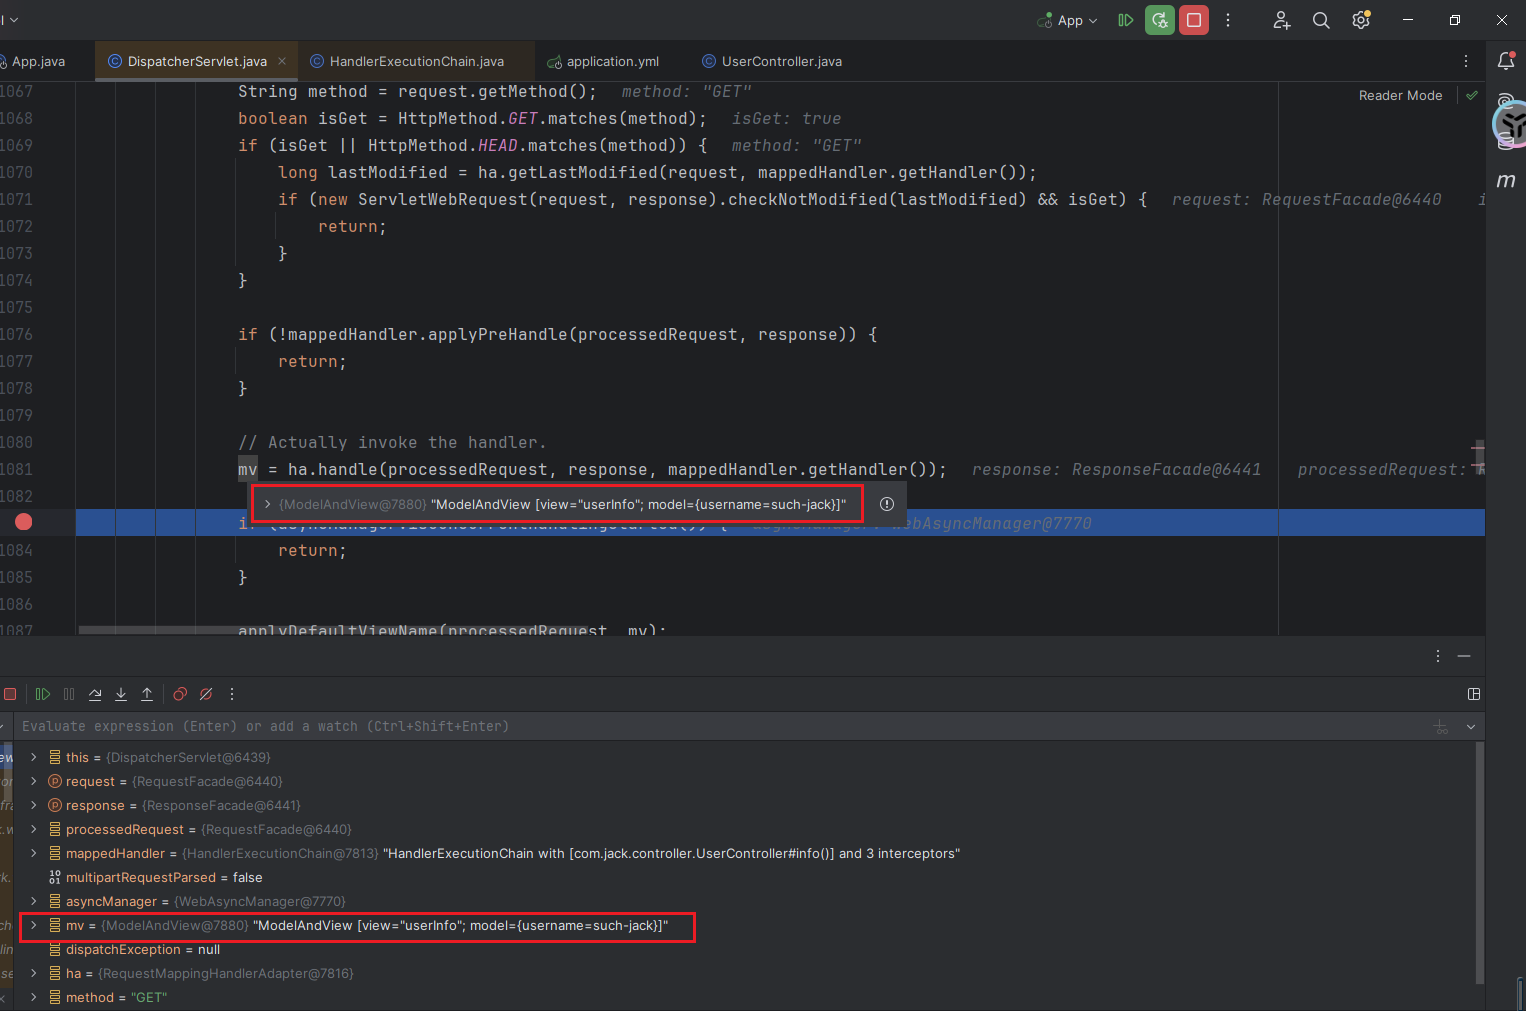 App
App.java
DispatcherServlet.java
HandlerExecutionChain.java
application.yml
UserController.java
1067 String method = request.getMethod(); method: "GET"
Reader Mode
1068 boolean isGet = HttpMethod.GET.matches(method); isGet: true
1069 if (isGet || HttpMethod.HEAD.matches(method)) { method: "GET"
1070 long lastModified = ha.getLastModified(request, mappedHandler.getHandler());
1071 if (new ServletWebRequest(request, response).checkNotModified(lastModified) && isGet) { request: RequestFacade@6440
1072 return;
1073 }
1074 }
1075
1076 if (!mappedHandler.applyPreHandle(processedRequest, response)) {
1077 return;
1078 }
1079
1080 // Actually invoke the handler.
1081 mv = ha.handle(processedRequest, response, mappedHandler.getHandler()); response: ResponseFacade@6441 processedRequest:
1082
{ModelAndView@7880} "ModelAndView [view="userInfo"; model={username=such-jack}]"
WebAsyncManager@7770
1084 return;
1085 }
1086
1087 applyDefaultViewName(processedRequest, mv);
Evaluate expression (Enter) or add a watch (Ctrl+Shift+Enter)
this = {DispatcherServlet@6439}
request = {RequestFacade@6440}
response = {ResponseFacade@6441}
processedRequest = {RequestFacade@6440}
mappedHandler = {HandlerExecutionChain@7813} "HandlerExecutionChain with [com.jack.controller.UserController#info()] and 3 interceptors"
multipartRequestParsed = false
asyncManager = {WebAsyncManager@7770}
mv = {ModelAndView@7880} "ModelAndView [view="userInfo"; model={username=such-jack}]"
dispatchException = null
ha = {RequestMappingHandlerAdapter@7816}
method = "GET"